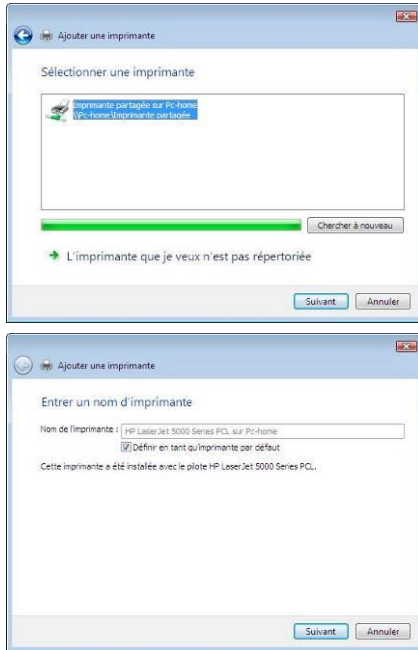 Ajouter une imprimante
Sélectionner une imprimante
Imprimante partagée sur Pc-home
\\Pc-home\Imprimante partagée
Chercher à nouveau
L'imprimante que je veux n'est pas répertoriée
Suivant Annuler
Ajouter une imprimante
Entrer un nom d'imprimante
Nom de l'imprimante : HP LaserJet 5000 Series PCL sur Pc-home
Définir en tant qu'imprimante par défaut
Cette imprimante a été installée avec le pilote HP LaserJet 5000 Series PCL.
Suivant Annuler